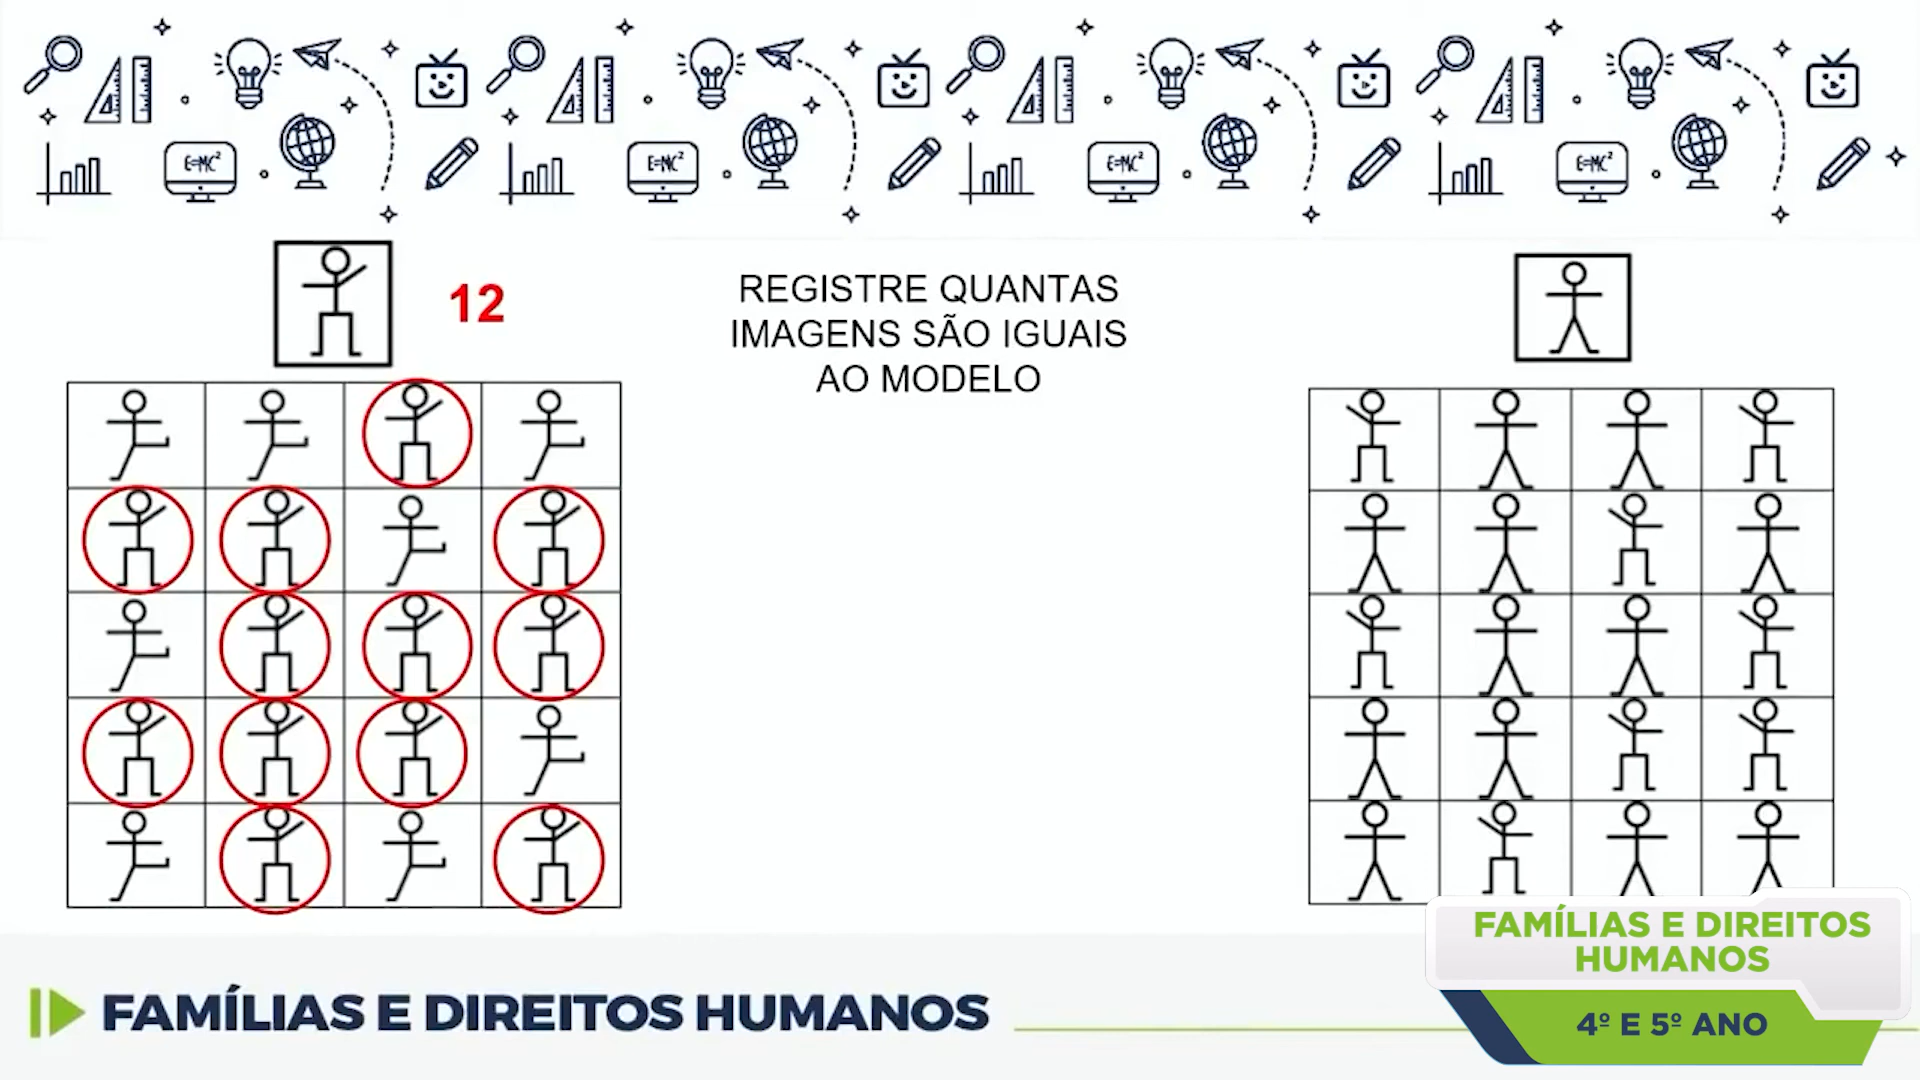 E=MC²
E=MC²
E=MC²
E=MC²
12
REGISTRE QUANTAS
IMAGENS SÃO IGUAIS
AO MODELO
FAMÍLIAS E DIREITOS HUMANOS
FAMÍLIAS E DIREITOS
HUMANOS
4º E 5º ANO